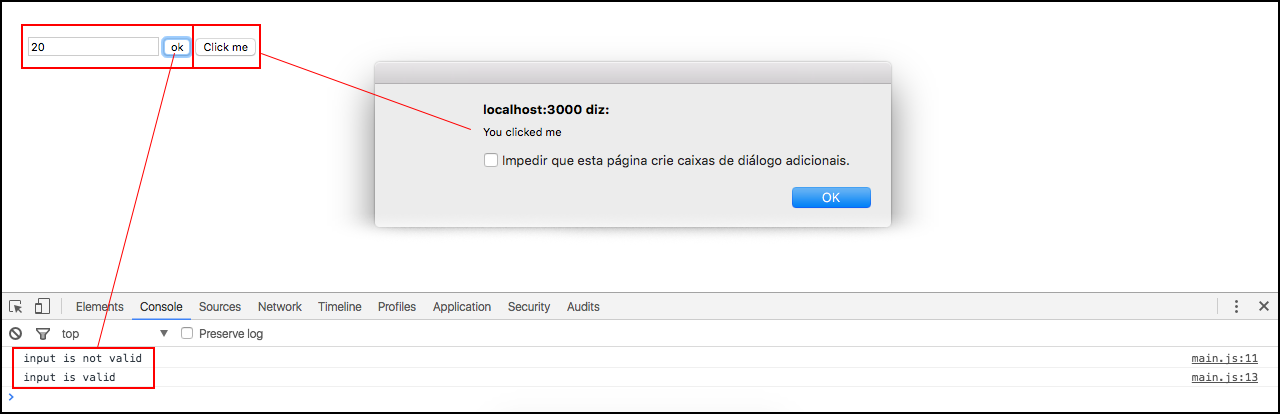 20 ok Click me
localhost:3000 diz:
You clicked me
Impedir que esta página crie caixas de diálogo adicionais.
OK
Elements Console Sources Network Timeline Profiles Application Security Audits
top Preserve log
input is not valid main.js:11
input is valid main.js:13